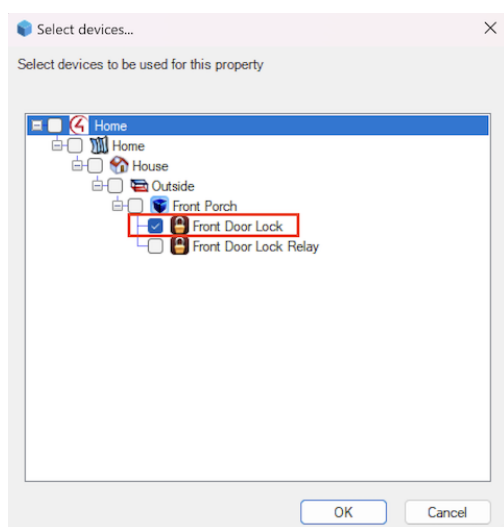 Select devices...
Select devices to be used for this property
Home
Home
House
Outside
Front Porch
Front Door Lock
Front Door Lock Relay
OK
Cancel